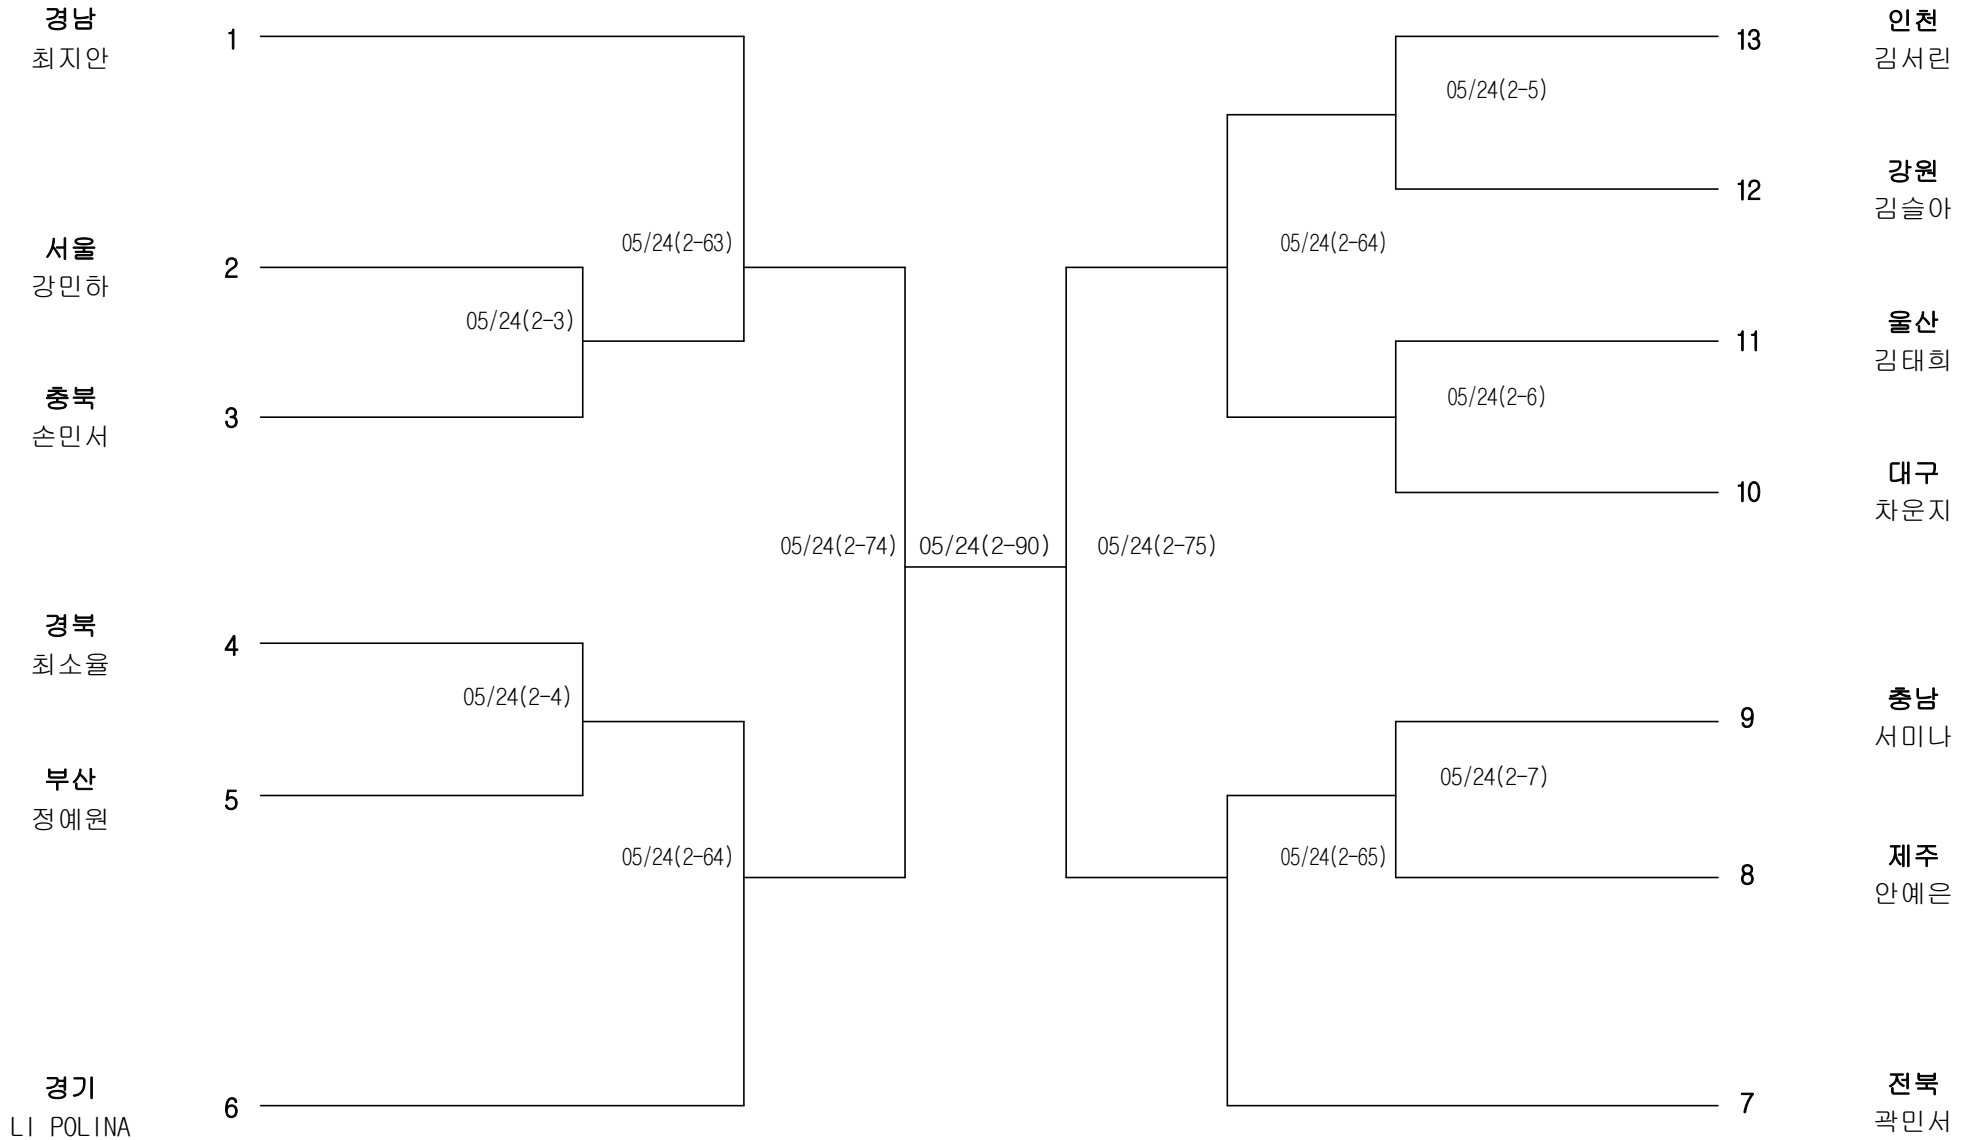 경남
최지안
1
서울
강민하
2
05/24(2-63)
05/24(2-3)
충북
손민서
3
05/24(2-74)
경북
최소율
4
05/24(2-4)
부산
정예원
5
05/24(2-64)
경기
LI POLINA
6
05/24(2-90)
13
인천
김서린
05/24(2-5)
12
강원
김슬아
05/24(2-64)
11
울산
김태희
05/24(2-6)
10
대구
차운지
05/24(2-75)
9
충남
서미나
05/24(2-7)
05/24(2-65)
8
제주
안예은
7
전북
곽민서